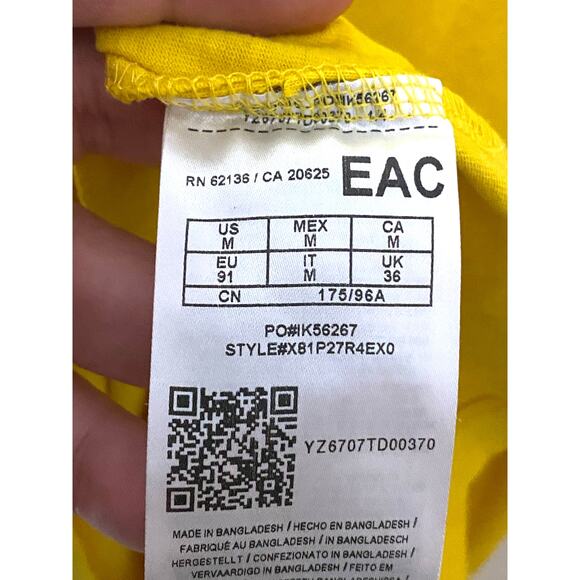 PO#IK56267
RN 62136 / CA 20625 EAC
US MEX CA
M M M
EU IT UK
91 M 36
CN 175/96A
PO#IK56267
STYLE#X81P27R4EX0
YZ6707TD00370
MADE IN BANGLADESH / HECHO EN BANGLADESH /
FABRIQUÉ AU BANGLADESH / IN BANGLADESCH
HERGESTELLT / CONFEZIONATO IN BANGLADESH /
VERVAARDIGD IN BANGLADESH / FEITO EM